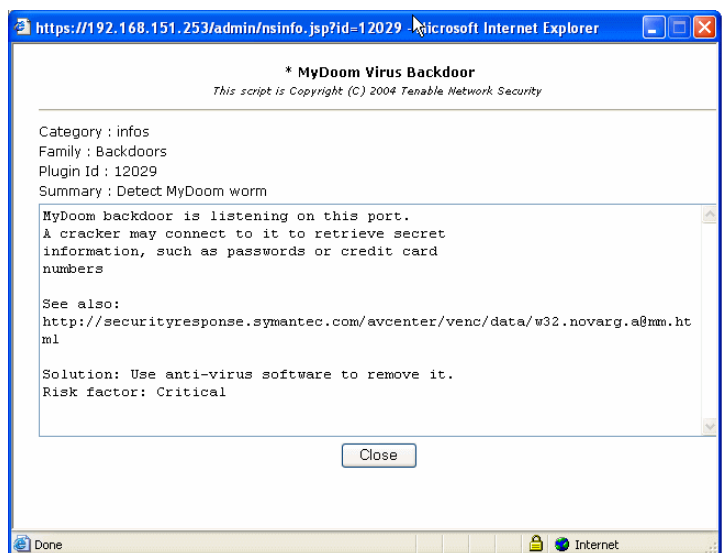 https://192.168.151.253/admin/nsinfo.jsp?id=12029 - Microsoft Internet Explorer
* MyDoom Virus Backdoor
This script is Copyright (C) 2004 Tenable Network Security
Category : infos
Family : Backdoors
Plugin Id : 12029
Summary : Detect MyDoom worm
MyDoom backdoor is listening on this port.
A cracker may connect to it to retrieve secret
information, such as passwords or credit card
numbers
See also:
http://securityresponse.symantec.com/avcenter/venc/data/w32.novarg.a@mm.ht
ml
Solution: Use anti-virus software to remove it.
Risk factor: Critical
Close
Done
Internet